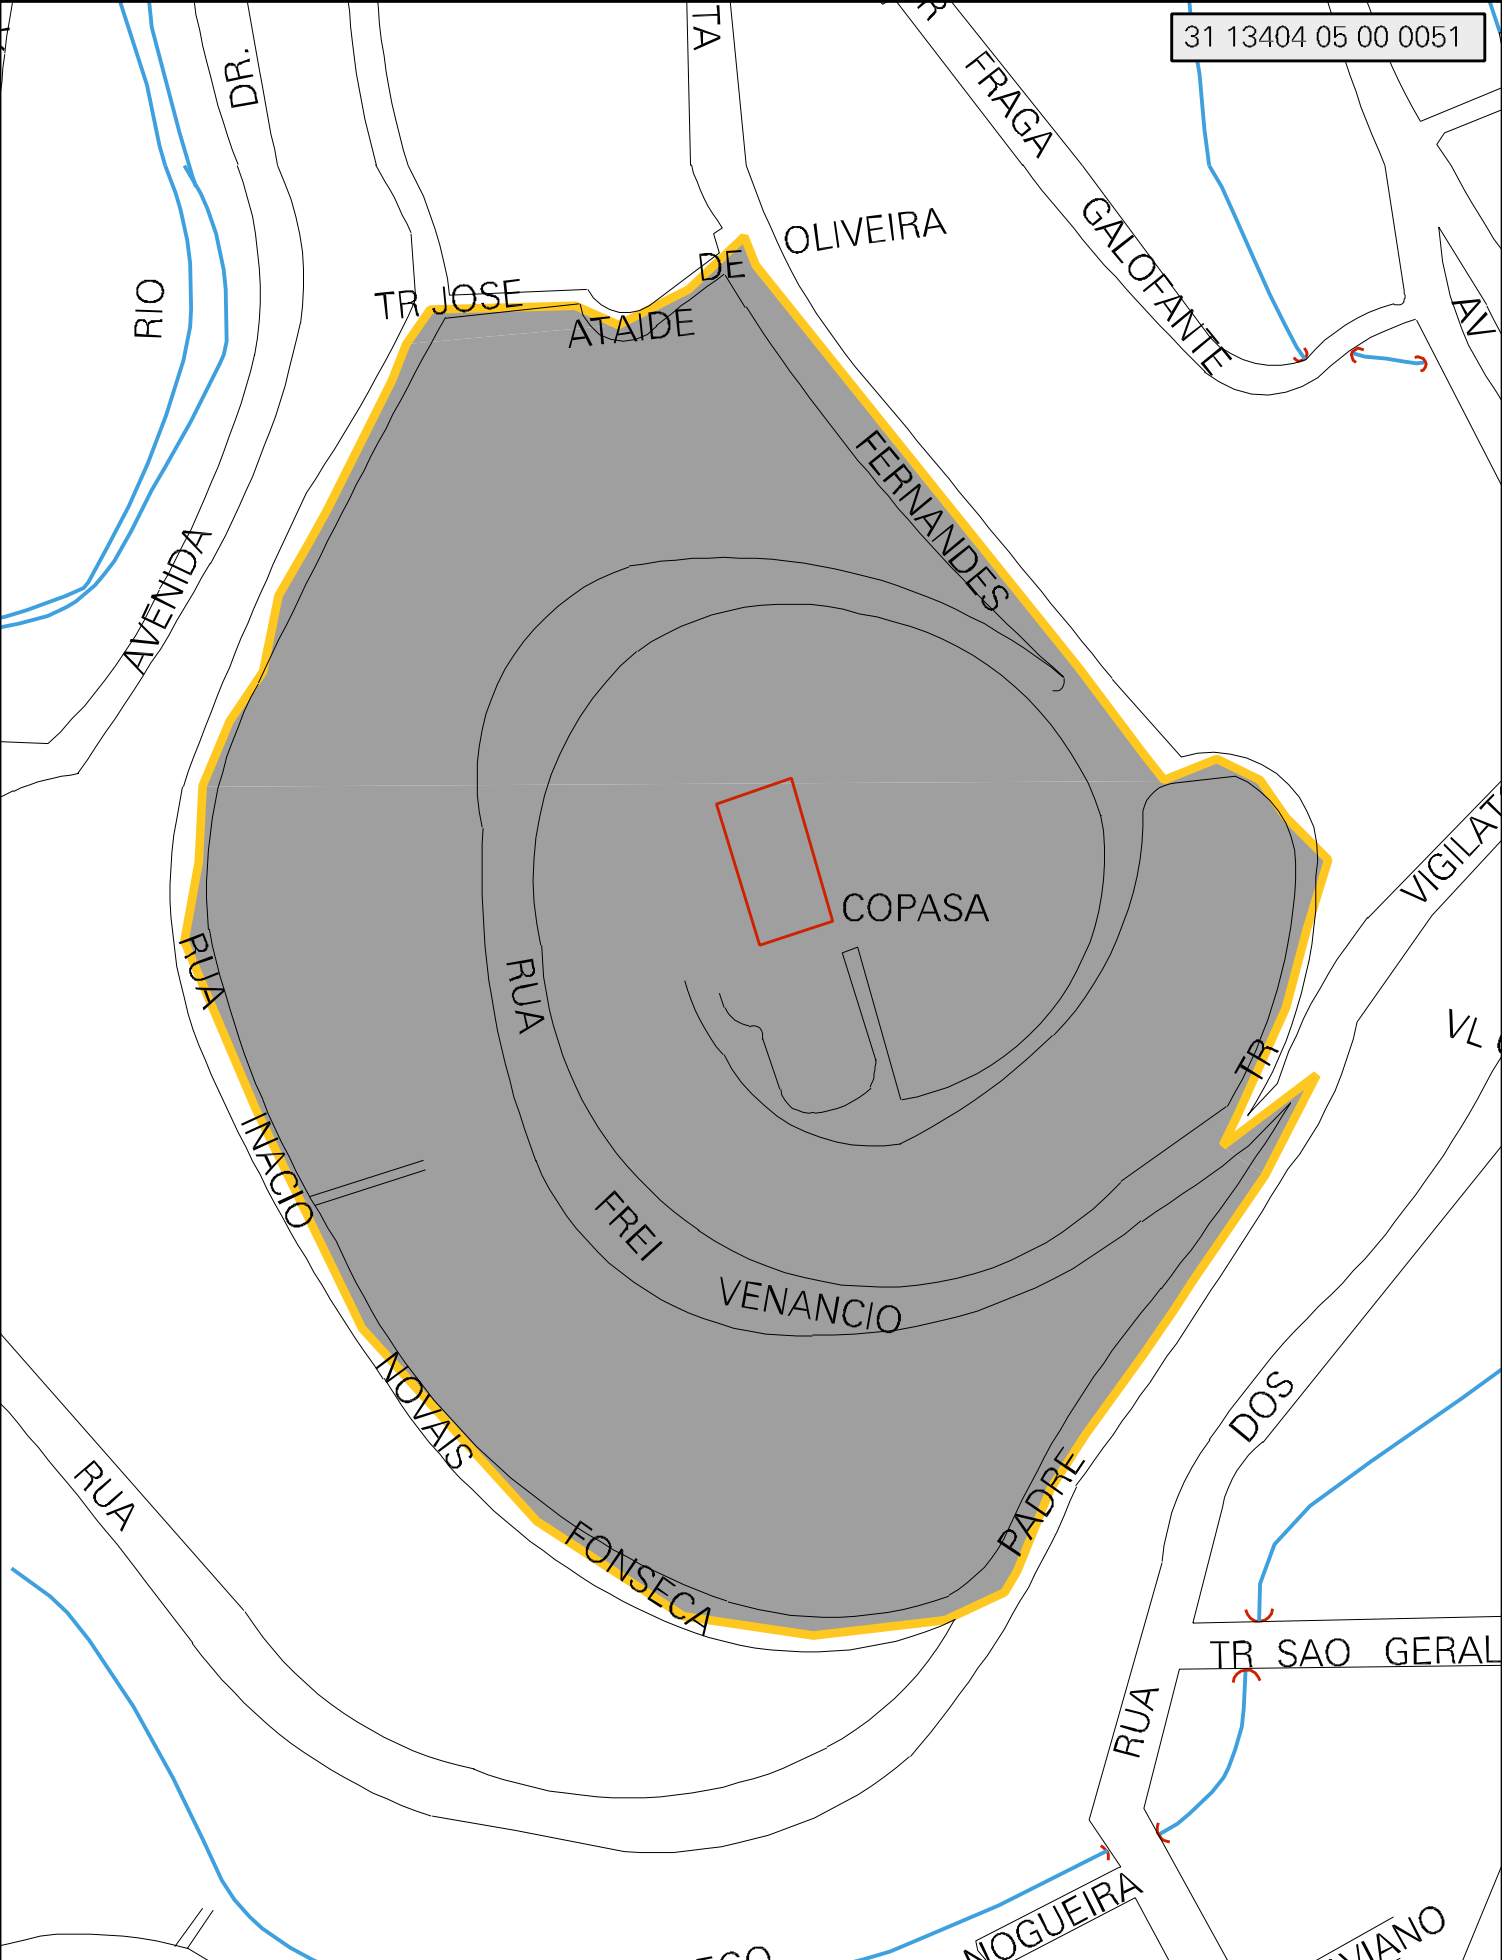 31 13404 05 00 0051
TA
DR.
FRAGA
GALOFANTE
OLIVEIRA
DE
TR JOSE
ATAIDE
RIO
AV
FERNANDES
AVENIDA
COPASA
RUA
RUA
TR
VL
INACIO
FREI
VENANCIO
NOVAIS
DOS
RUA
PADRE
FONSECA
TR SAO GERAL
RUA
NOGUEIRA
VIGILAT
VIANO